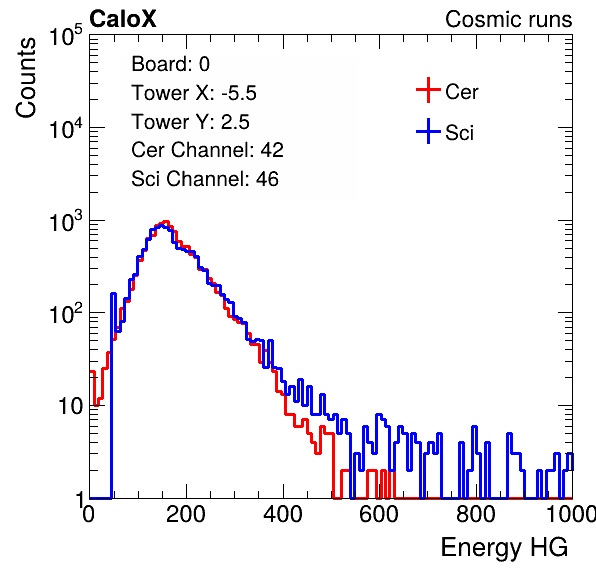 CaloX Cosmic runs
Counts
10^5
10^4
10^3
10^2
10
1
Board: 0
Tower X: -5.5
Tower Y: 2.5
Cer Channel: 42
Sci Channel: 46
Cer
Sci
0 200 400 600 800 1000
Energy HG